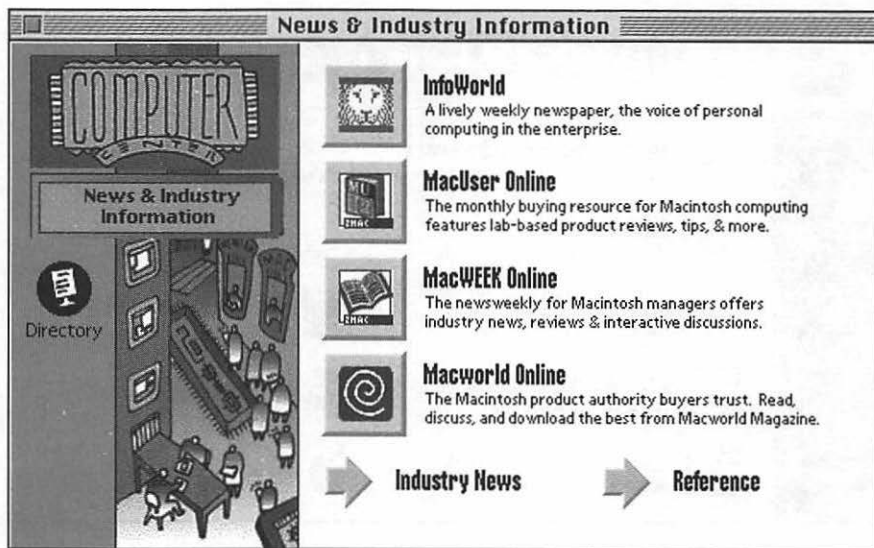 News & Industry Information
COMPUTER
CENTER
News & Industry
Information
Directory
InfoWorld
A lively weekly newspaper, the voice of personal
computing in the enterprise.
MacUser Online
The monthly buying resource for Macintosh computing
features lab-based product reviews, tips, & more.
ZMAC
MacWEEK Online
The newsweekly for Macintosh managers offers
industry news, reviews & interactive discussions.
ZMAC
Macworld Online
The Macintosh product authority buyers trust. Read,
discuss, and download the best from Macworld Magazine.
Industry News
Reference